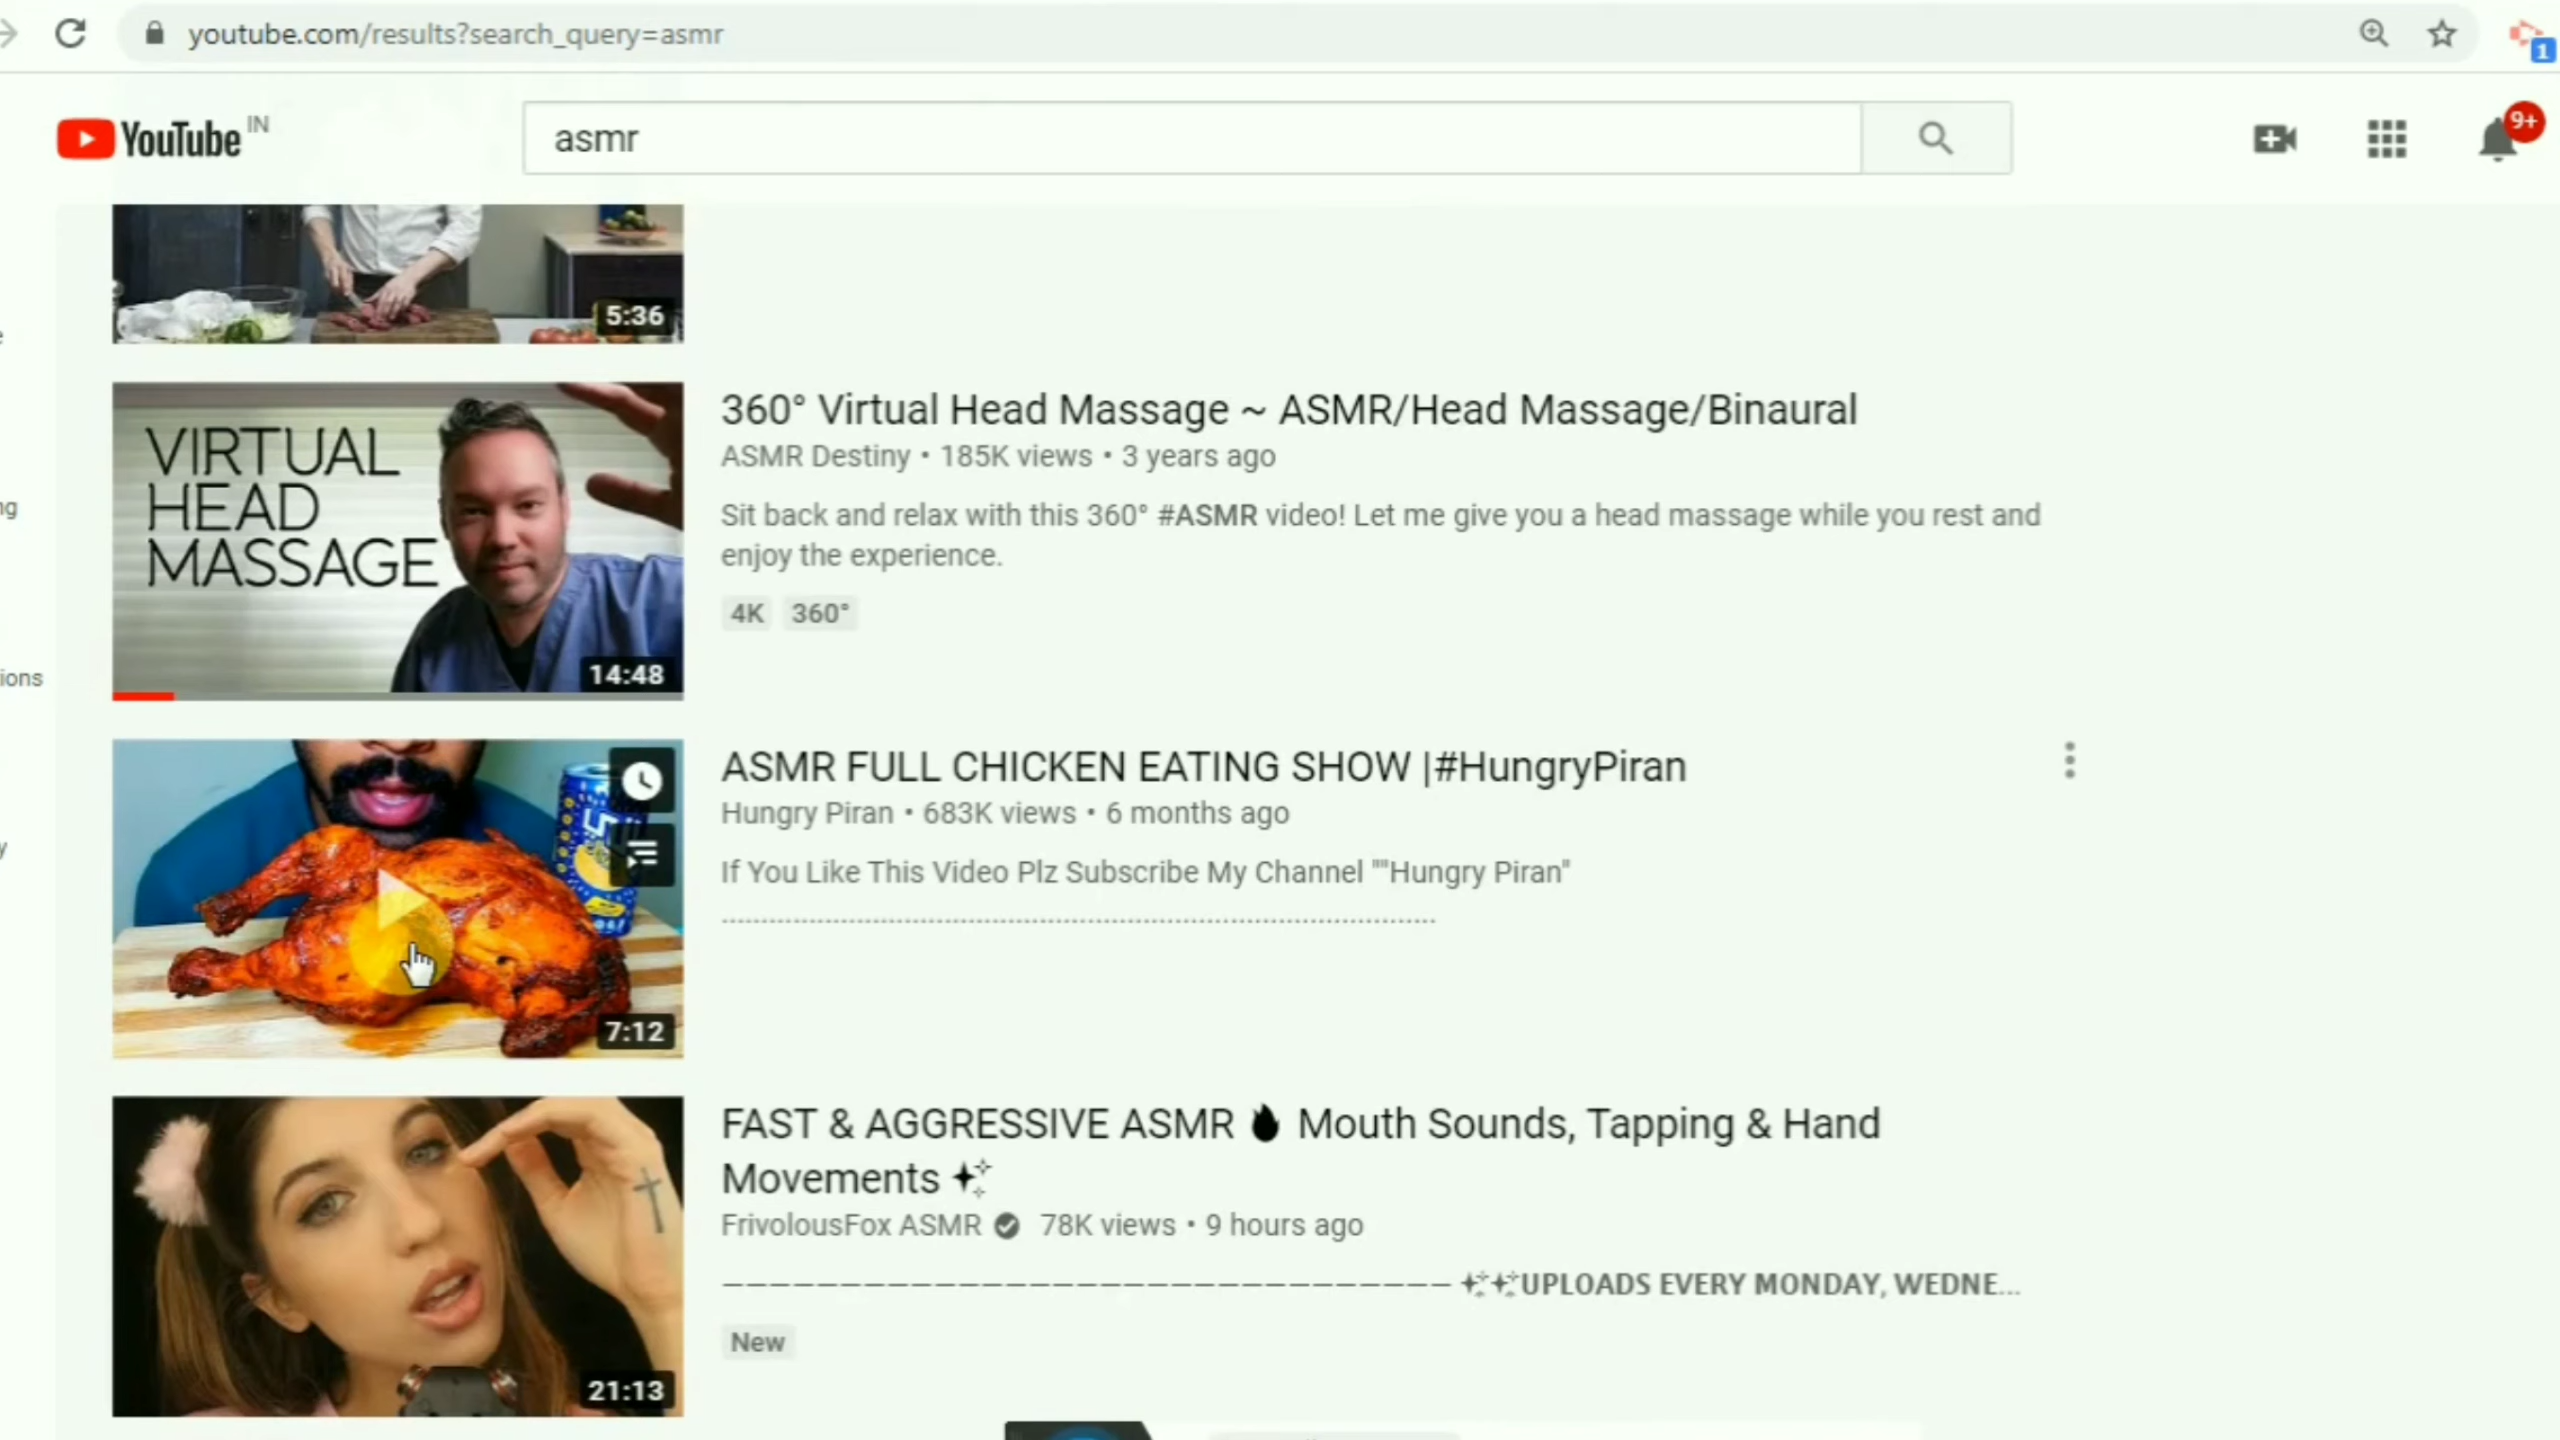 youtube.com/results?search_query=asmr
1
YouTube IN
asmr
9+
5:36
VIRTUAL
HEAD
MASSAGE
14:48
360° Virtual Head Massage ~ ASMR/Head Massage/Binaural
ASMR Destiny • 185K views • 3 years ago
Sit back and relax with this 360° #ASMR video! Let me give you a head massage while you rest and
enjoy the experience.
4K 360°
ions
ng
y
7:12
ASMR FULL CHICKEN EATING SHOW |#HungryPiran
Hungry Piran • 683K views • 6 months ago
If You Like This Video Plz Subscribe My Channel ""Hungry Piran"
21:13
FAST & AGGRESSIVE ASMR 🔥 Mouth Sounds, Tapping & Hand
Movements ✨
FrivolousFox ASMR 78K views • 9 hours ago
—————————————————————————————— ✨✨UPLOADS EVERY MONDAY, WEDNE...
New